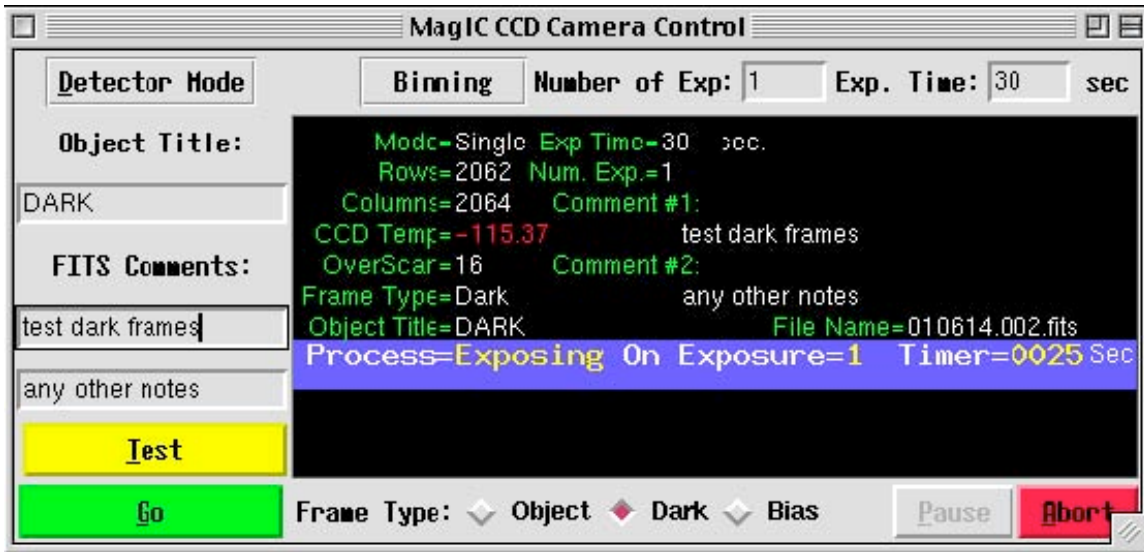 MagIC CCD Camera Control
Detector Mode
Binning Number of Exp: 1 Exp. Time: 30 sec
Object Title:
DARK
FITS Comments:
test dark frames
any other notes
Test
Go
Mode=Single Exp Time=30 sec.
Rows=2062 Num. Exp.=1
Columns=2064 Comment #1:
CCD Temp=-115.37 test dark frames
OverScan=16 Comment #2:
Frame Type=Dark any other notes
Object Title=DARK File Name=010614.002.fits
Process=Exposing On Exposure=1 Timer=0025 Sec
Frame Type: Object Dark Bias
Pause
Abort